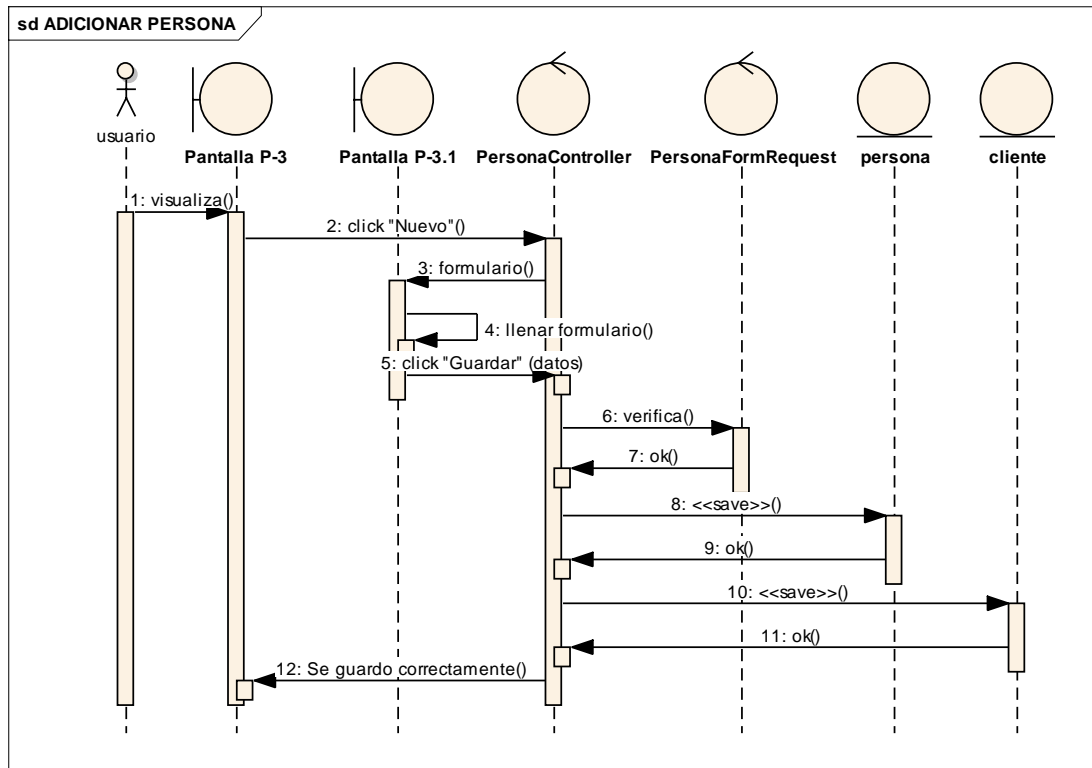 sd ADICIONAR PERSONA
usuario
Pantalla P-3
Pantalla P-3.1
PersonaController
PersonaFormRequest
persona
cliente
1: visualiza()
2: click "Nuevo"()
3: formulario()
4: llenar formulario()
5: click "Guardar" (datos)
6: verifica()
7: ok()
8: <<save>>()
9: ok()
10: <<save>>()
11: ok()
12: Se guardo correctamente()